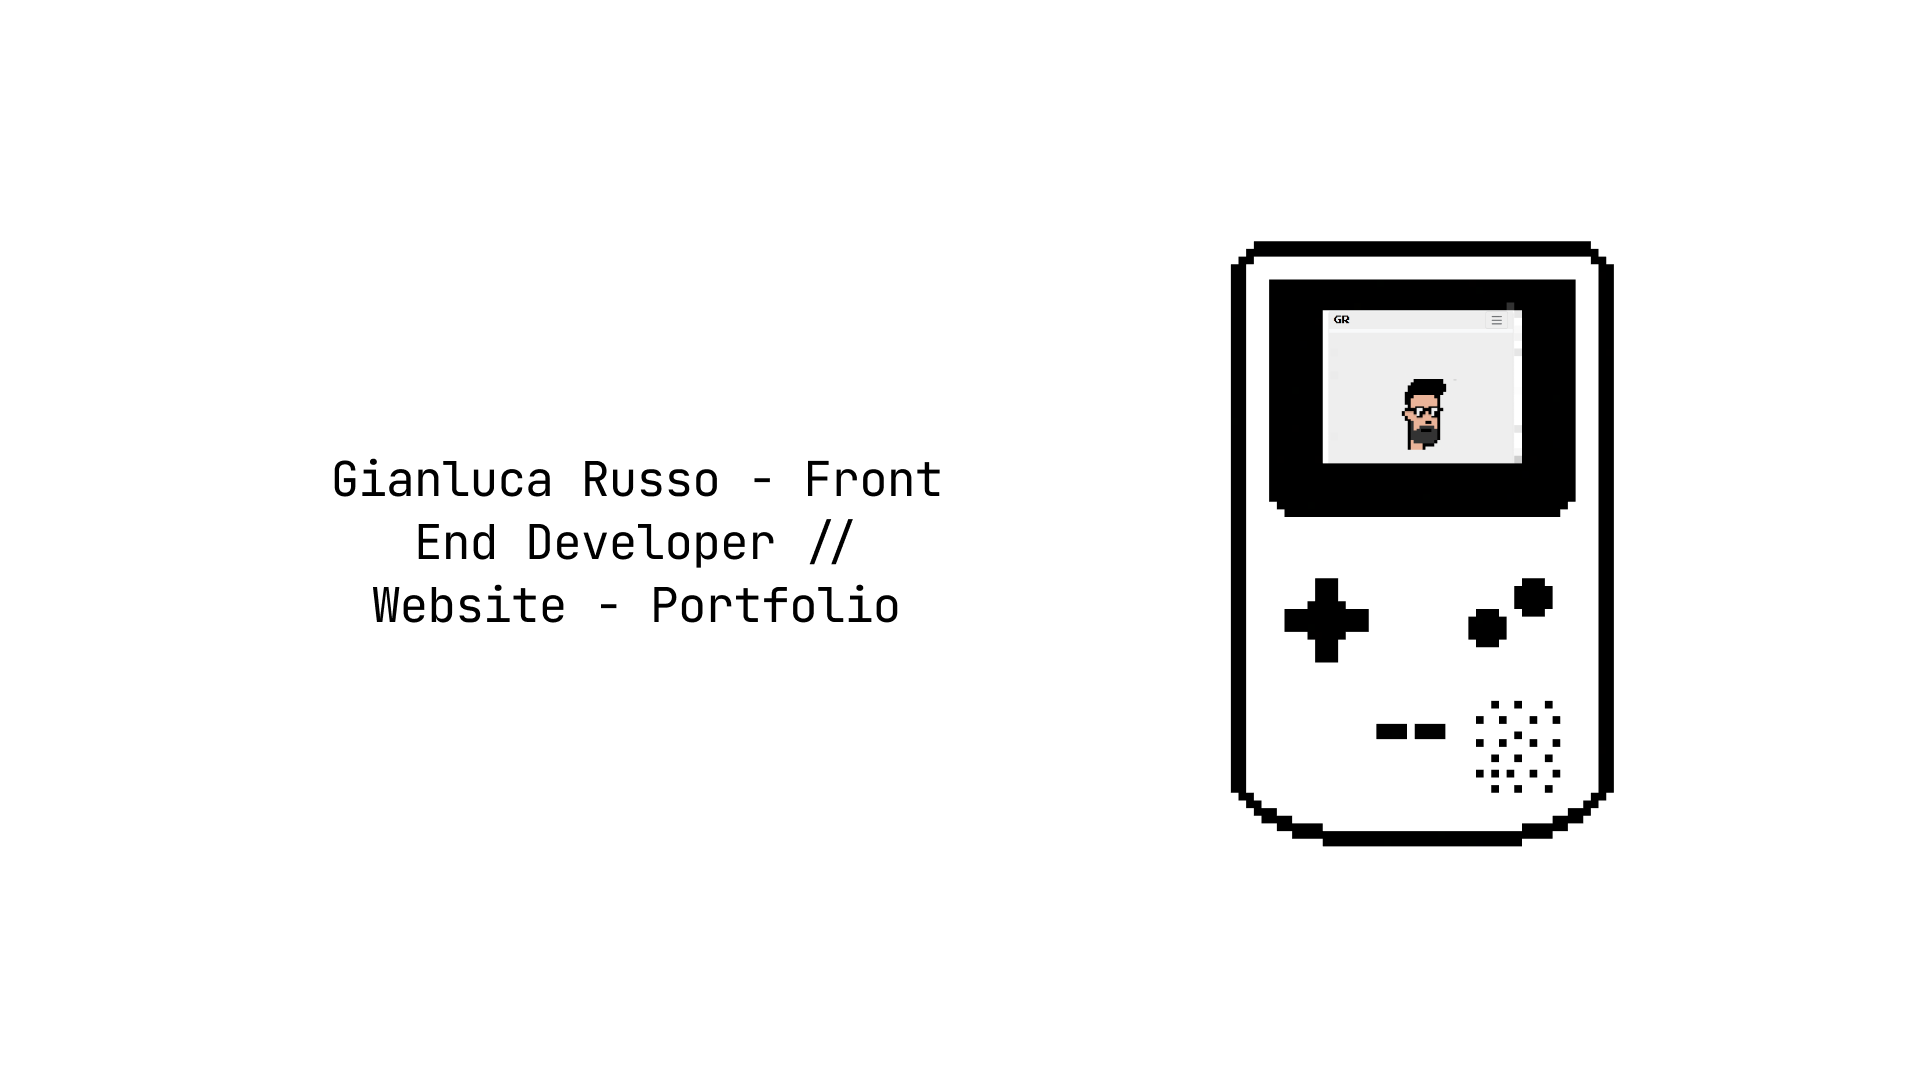 Gianluca Russo - Front
End Developer //
Website - Portfolio
GR